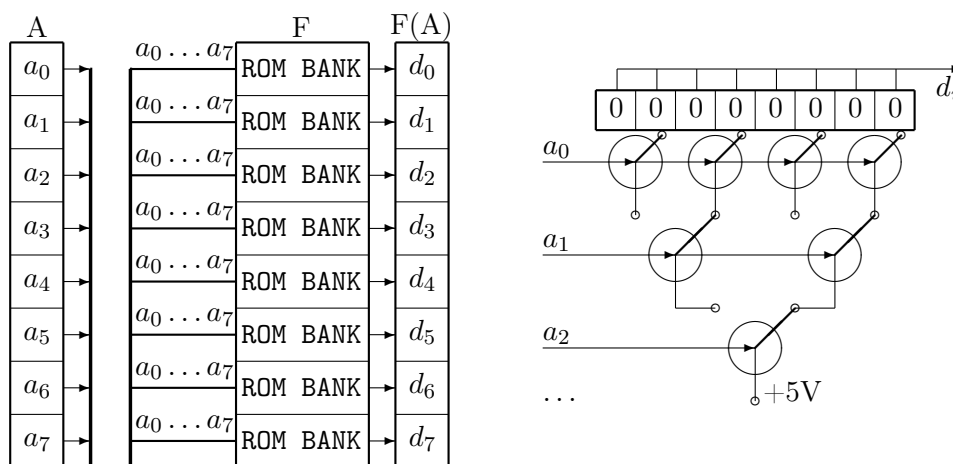 A F F(A)
a₀ a₀ … a₇ ROM BANK d₀
a₁ a₀ … a₇ ROM BANK d₁
a₂ a₀ … a₇ ROM BANK d₂
a₃ a₀ … a₇ ROM BANK d₃
a₄ a₀ … a₇ ROM BANK d₄
a₅ a₀ … a₇ ROM BANK d₅
a₆ a₀ … a₇ ROM BANK d₆
a₇ a₀ … a₇ ROM BANK d₇
0 0 0 0 0 0 0 0
a₀
a₁
a₂
+5V
…